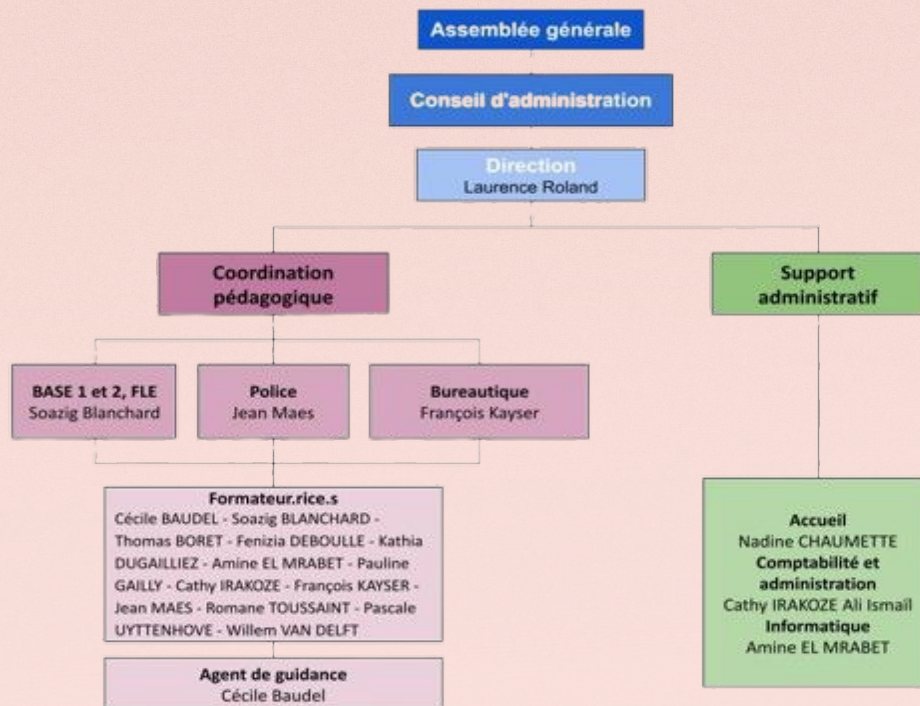 Assemblée générale
Conseil d'administration
Direction
Laurence Roland
Coordination
pédagogique
Support
administratif
BASE 1 et 2, FLE
Soazig Blanchard
Police
Jean Maes
Bureautique
François Kayser
Formateur.rice.s
Cécile BAUDEL - Soazig BLANCHARD -
Thomas BORET - Fenizia DEBOULLE - Kathia
DUGAILLIEZ - Amine EL MRABET - Pauline
GAILLY - Cathy IRAKOZE - François KAYSER -
Jean MAES - Romane TOUSSAINT - Pascale
UYTTENHOVE - Willem VAN DELFT
Agent de guidance
Cécile Baudel
Accueil
Nadine CHAUMETTE
Comptabilité et
administration
Cathy IRAKOZE Ali Ismaïl
Informatique
Amine EL MRABET